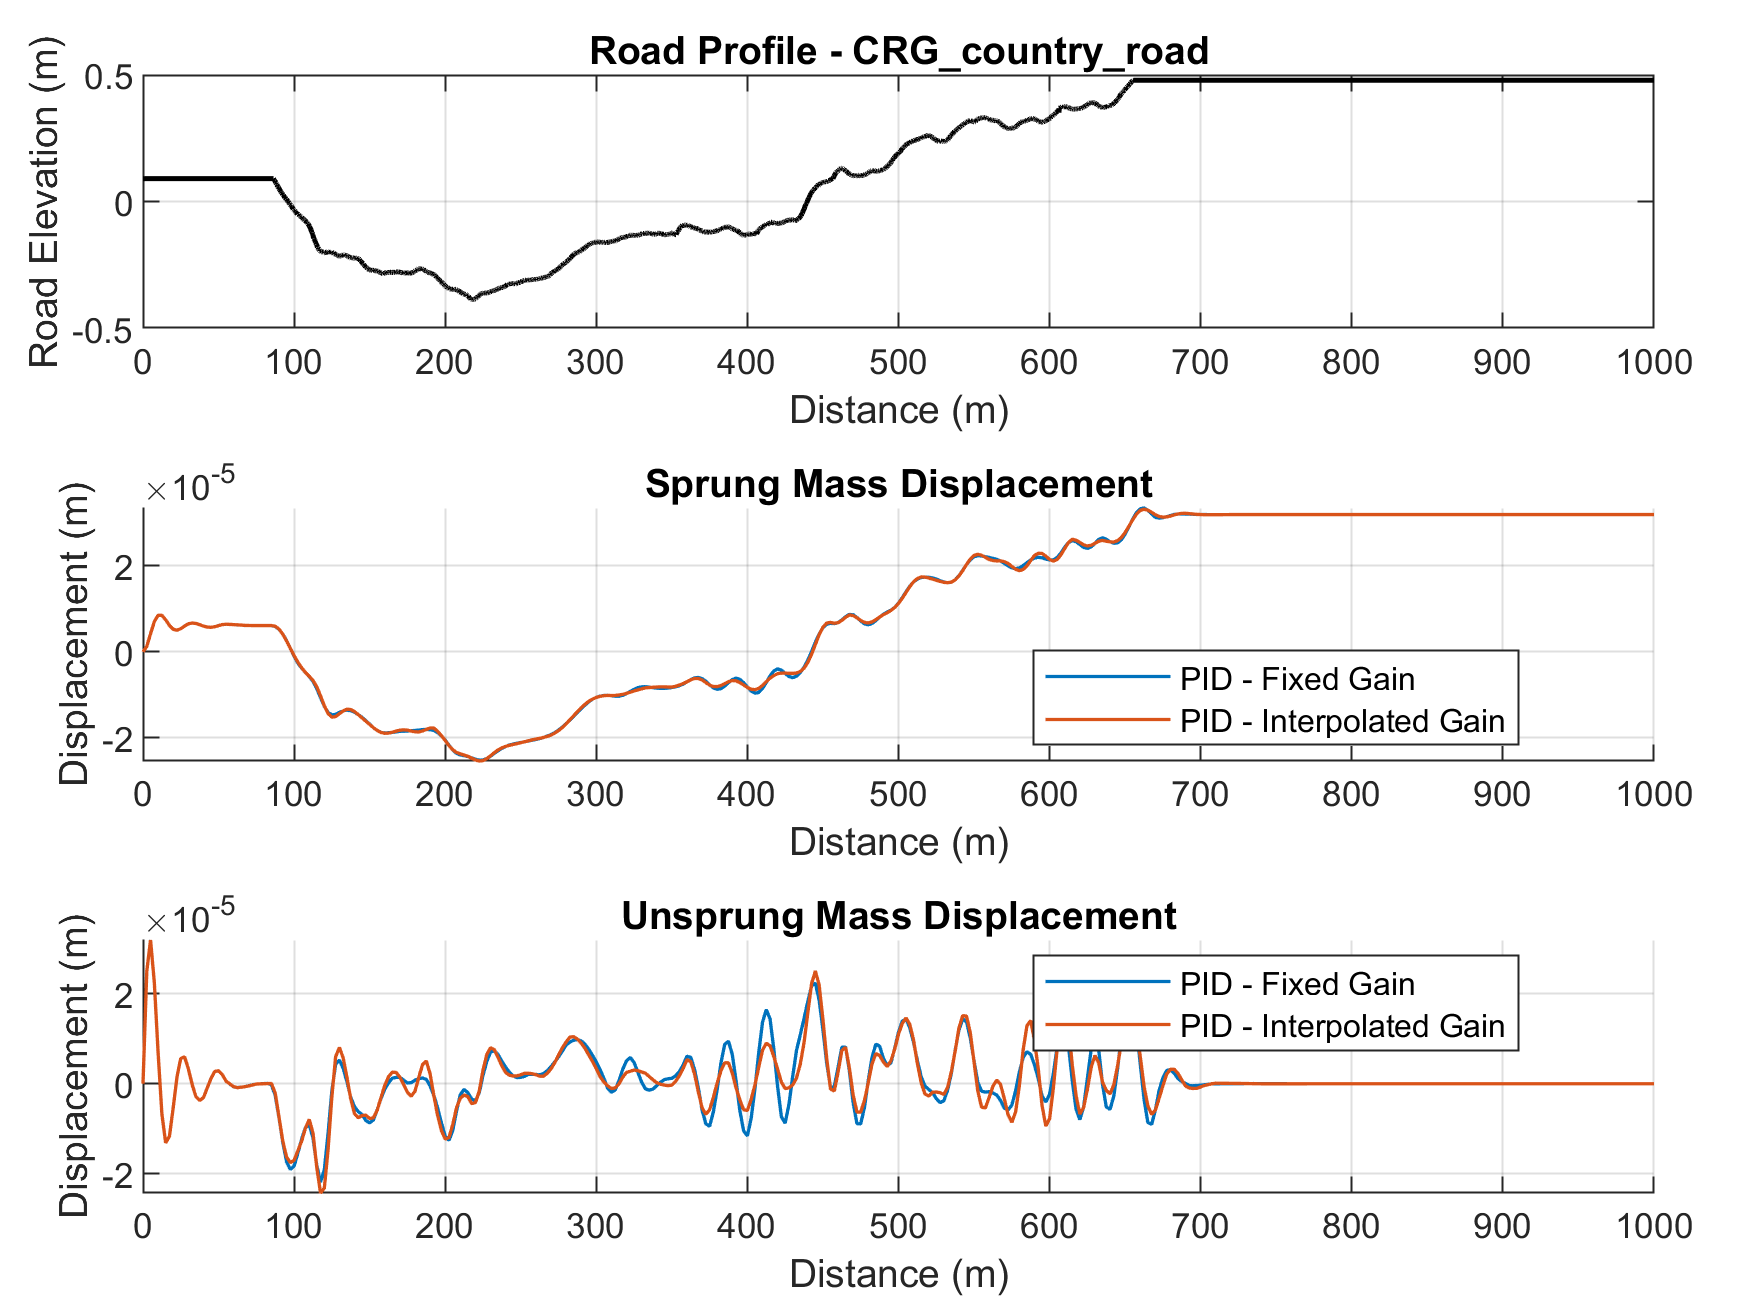 Road Profile - CRG_country_road
Road Elevation (m)
0.5
0
-0.5
0 100 200 300 400 500 600 700 800 900 1000
Distance (m)
Sprung Mass Displacement
×10^-5
Displacement (m)
2
0
-2
PID - Fixed Gain
PID - Interpolated Gain
0 100 200 300 400 500 600 700 800 900 1000
Distance (m)
Unsprung Mass Displacement
×10^-5
Displacement (m)
2
0
-2
PID - Fixed Gain
PID - Interpolated Gain
0 100 200 300 400 500 600 700 800 900 1000
Distance (m)